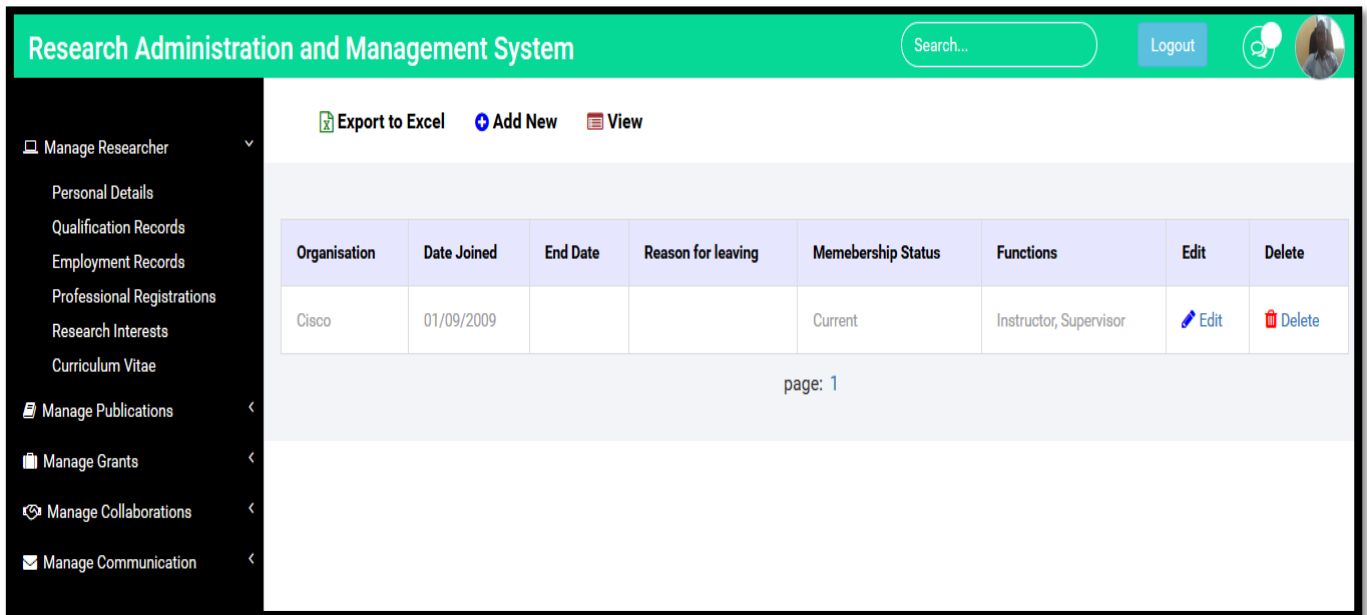 Research Administration and Management System
Search...
Logout
Manage Researcher
Personal Details
Qualification Records
Employment Records
Professional Registrations
Research Interests
Curriculum Vitae
Manage Publications
Manage Grants
Manage Collaborations
Manage Communication
Export to Excel Add New View
Organisation Date Joined End Date Reason for leaving Memebership Status Functions Edit Delete
Cisco 01/09/2009 Current Instructor, Supervisor Edit Delete
page: 1